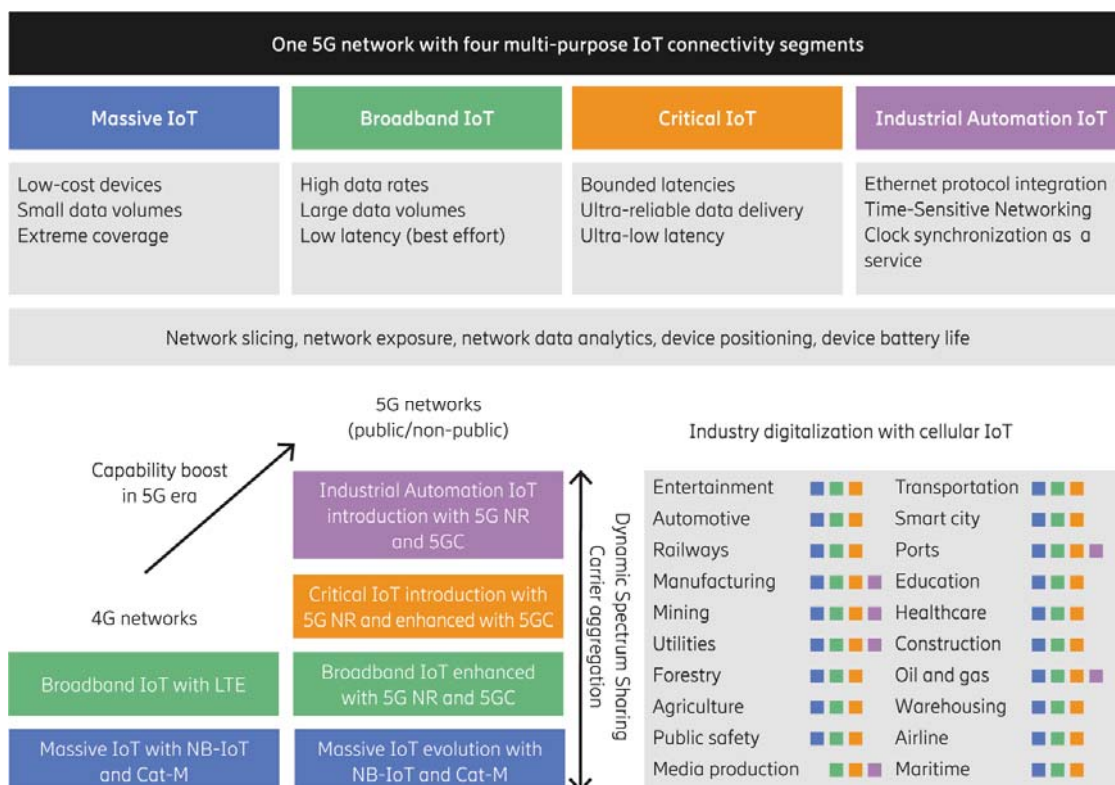 One 5G network with four multi-purpose IoT connectivity segments
Massive IoT
Broadband IoT
Critical IoT
Industrial Automation IoT
Low-cost devices
Small data volumes
Extreme coverage
High data rates
Large data volumes
Low latency (best effort)
Bounded latencies
Ultra-reliable data delivery
Ultra-low latency
Ethernet protocol integration
Time-Sensitive Networking
Clock synchronization as a
service
Network slicing, network exposure, network data analytics, device positioning, device battery life
Capability boost
in 5G era
5G networks
(public/non-public)
4G networks
Broadband IoT with LTE
Massive IoT with NB-IoT
and Cat-M
Industrial Automation IoT
introduction with 5G NR
and 5GC
Critical IoT introduction with
5G NR and enhanced with 5GC
Broadband IoT enhanced
with 5G NR and 5GC
Massive IoT evolution with
NB-IoT and Cat-M
Dynamic Spectrum Sharing
Carrier aggregation
Industry digitalization with cellular IoT
Entertainment
Automotive
Railways
Manufacturing
Mining
Utilities
Forestry
Agriculture
Public safety
Media production
Transportation
Smart city
Ports
Education
Healthcare
Construction
Oil and gas
Warehousing
Airline
Maritime